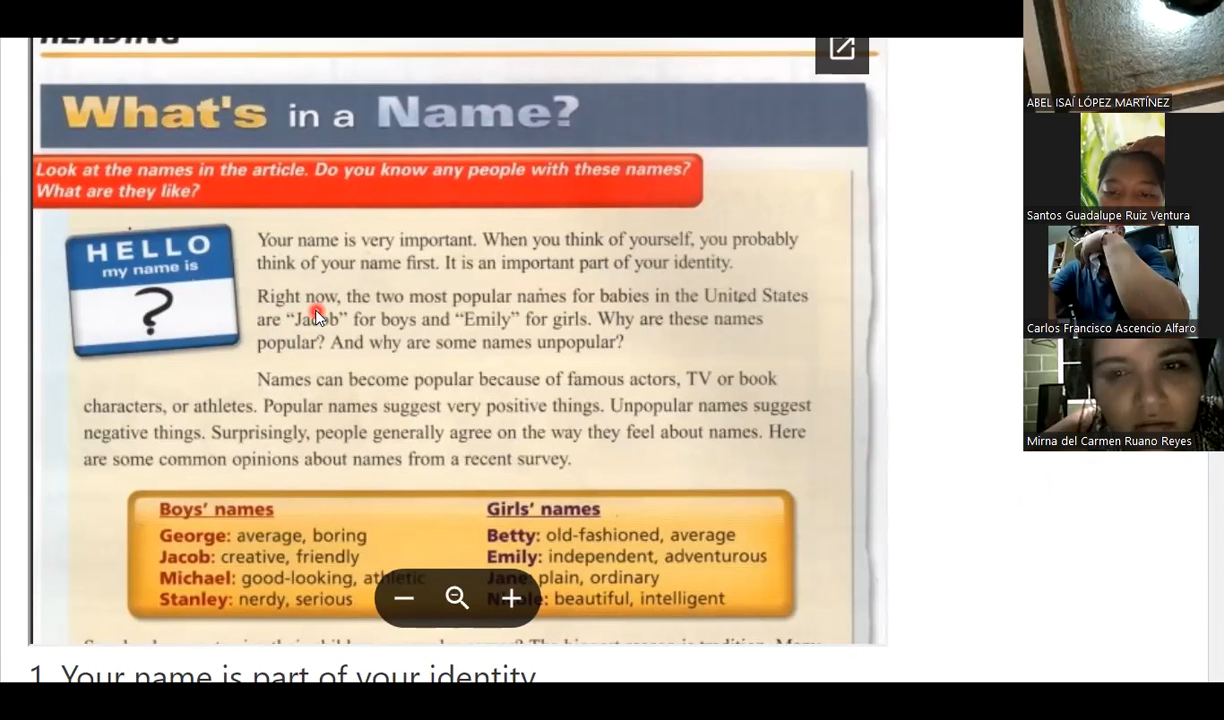 READING
What's in a Name?
Look at the names in the article. Do you know any people with these names?
What are they like?
HELLO
my name is
?
Your name is very important. When you think of yourself, you probably
think of your name first. It is an important part of your identity.
Right now, the two most popular names for babies in the United States
are “Jacob” for boys and “Emily” for girls. Why are these names
popular? And why are some names unpopular?
Names can become popular because of famous actors, TV or book
characters, or athletes. Popular names suggest very positive things. Unpopular names suggest
negative things. Surprisingly, people generally agree on the way they feel about names. Here
are some common opinions about names from a recent survey.
Boys’ names
George: average, boring
Jacob: creative, friendly
Michael: good-looking, athletic
Stanley: nerdy, serious
Girls’ names
Betty: old-fashioned, average
Emily: independent, adventurous
Jane: plain, ordinary
beautiful, intelligent
1. Your name is part of your identity
ABEL ISAÍ LÓPEZ MARTÍNEZ
Santos Guadalupe Ruiz Ventura
Carlos Francisco Ascencio Alfaro
Mirna del Carmen Ruano Reyes